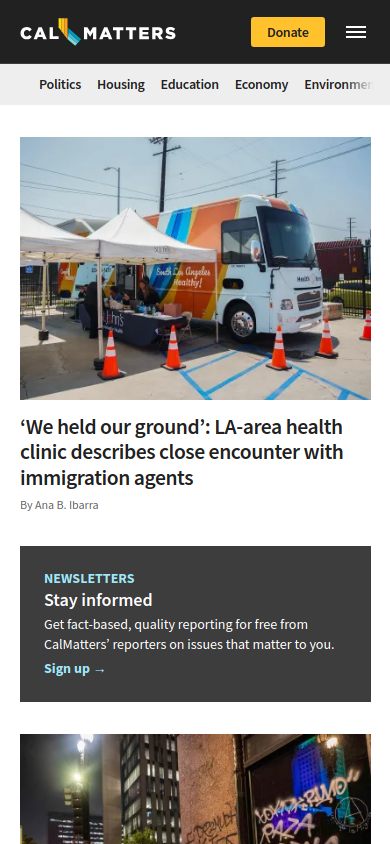 CAL MATTERS
Donate
Politics Housing Education Economy
South Los Angeles
Healthy!
‘We held our ground’: LA-area health
clinic describes close encounter with
immigration agents
By Ana B. Ibarra
NEWSLETTERS
Stay informed
Get fact-based, quality reporting for free from
CalMatters’ reporters on issues that matter to you.
Sign up →